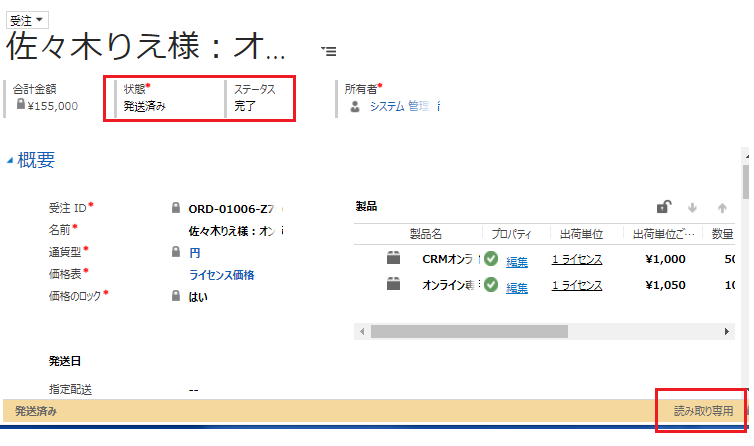 受注
佐々木りえ様：オ...
合計金額 状態* ステータス 所有者*
¥155,000 発送済み 完了 システム 管理
概要
受注 ID* ORD-01006-Z7
名前* 佐々木りえ様：オン
通貨型* 円
価格表* ライセンス価格
価格のロック* はい
製品
製品名 プロパティ 出荷単位 出荷単位ご... 数量
CRMオンラ 編集 1 ライセンス ¥1,000 50
オンライン専 編集 1 ライセンス ¥1,050 10
発送日
指定配送 --
発送済み 読み取り専用